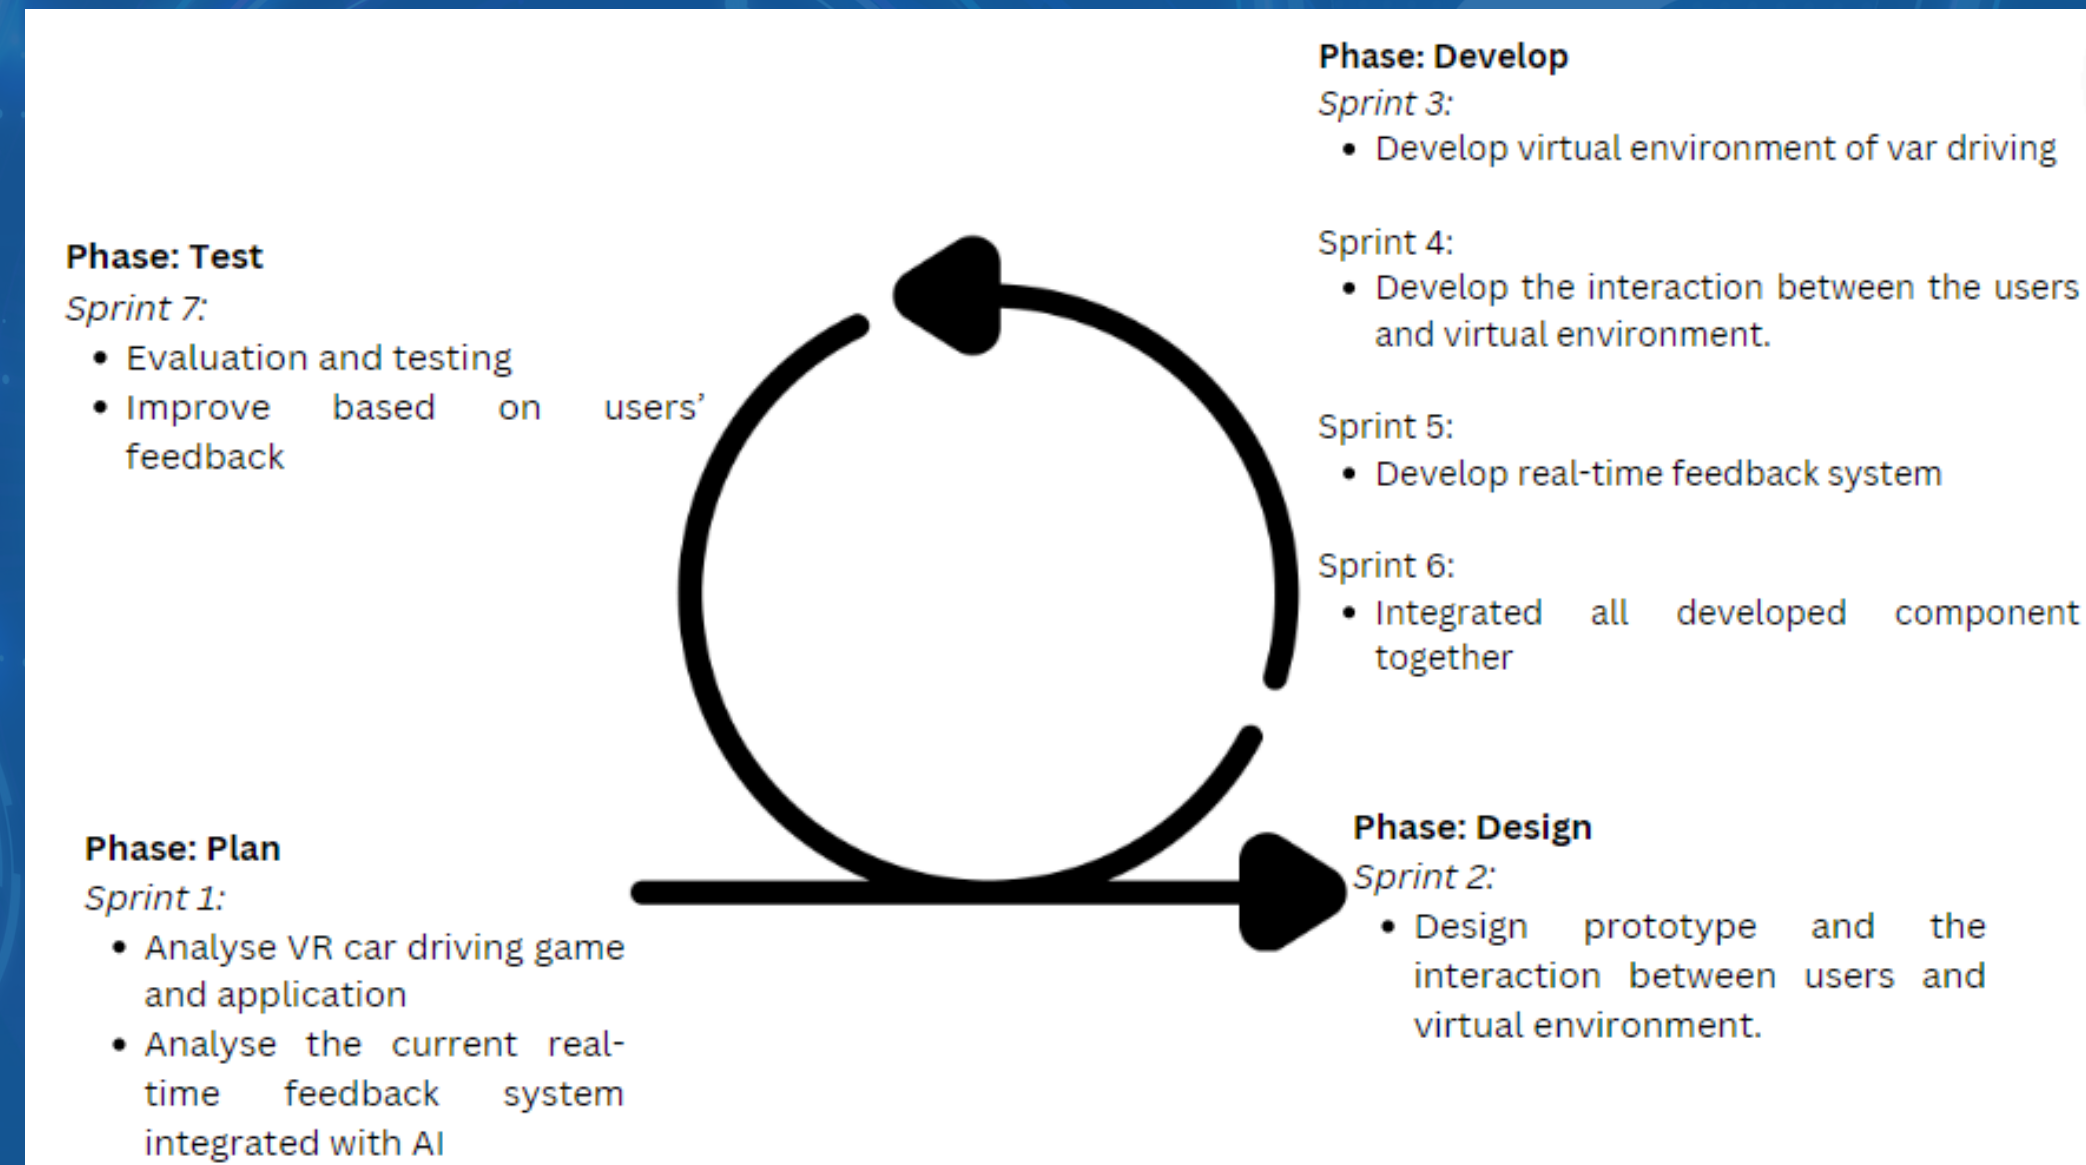 Phase: Develop
Sprint 3:
• Develop virtual environment of var driving
Sprint 4:
• Develop the interaction between the users
and virtual environment.
Sprint 5:
• Develop real-time feedback system
Sprint 6:
• Integrated all developed component
together
Phase: Test
Sprint 7:
• Evaluation and testing
• Improve based on users’
feedback
Phase: Plan
Sprint 1:
• Analyse VR car driving game
and application
• Analyse the current real-
time feedback system
integrated with AI
Phase: Design
Sprint 2:
• Design prototype and the
interaction between users and
virtual environment.